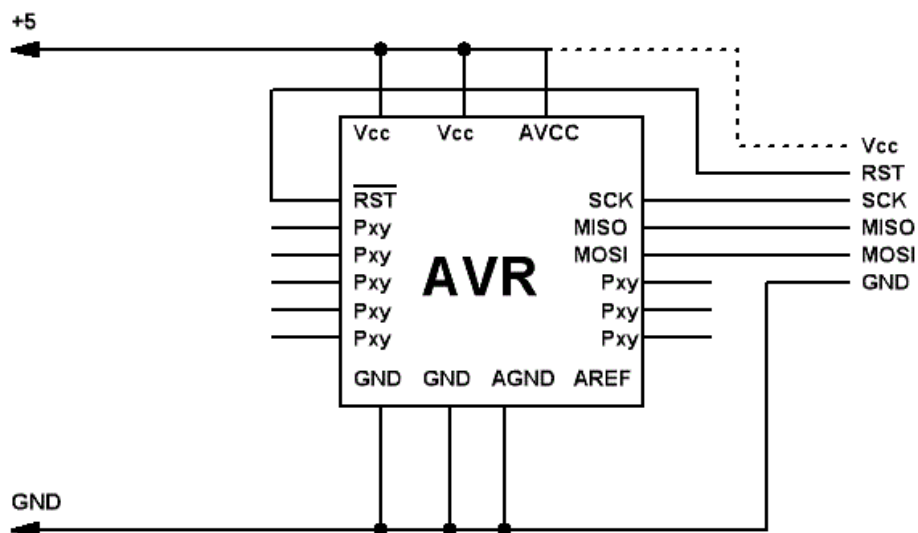 +5
Vcc Vcc AVCC
Vcc
RST
RST SCK SCK
Pxy MISO MISO
Pxy MOSI MOSI
AVR
Pxy Pxy GND
Pxy Pxy
Pxy Pxy
GND GND AGND AREF
GND